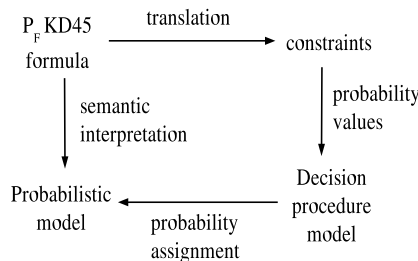 P_F KD45
formula
translation
constraints
semantic
interpretation
probability
values
Probabilistic
model
probability
assignment
Decision
procedure
model